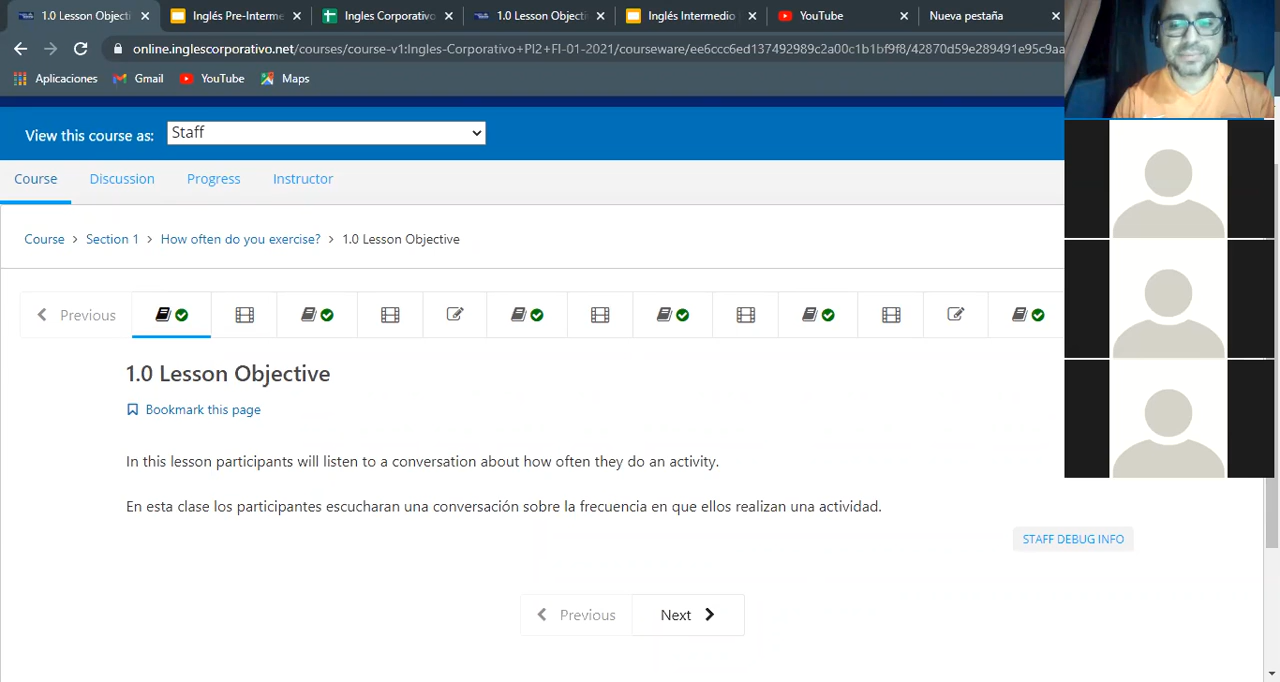 1.0 Lesson Objecti
Inglés Pre-Interme
Ingles Corporativo
1.0 Lesson Objectiv
Inglés Intermedio
YouTube
Nueva pestaña
online.inglescorporativo.net/courses/course-v1:Ingles-Corporativo+PI2+FI-01-2021/courseware/ee6ccc6ed137492989c2a00c1b1bf9f8/42870d59e289491e95c9aa
Aplicaciones Gmail YouTube Maps
View this course as: Staff
Course Discussion Progress Instructor
Course > Section 1 > How often do you exercise? > 1.0 Lesson Objective
Previous
1.0 Lesson Objective
Bookmark this page
In this lesson participants will listen to a conversation about how often they do an activity.
En esta clase los participantes escucharan una conversación sobre la frecuencia en que ellos realizan una actividad.
STAFF DEBUG INFO
Previous Next